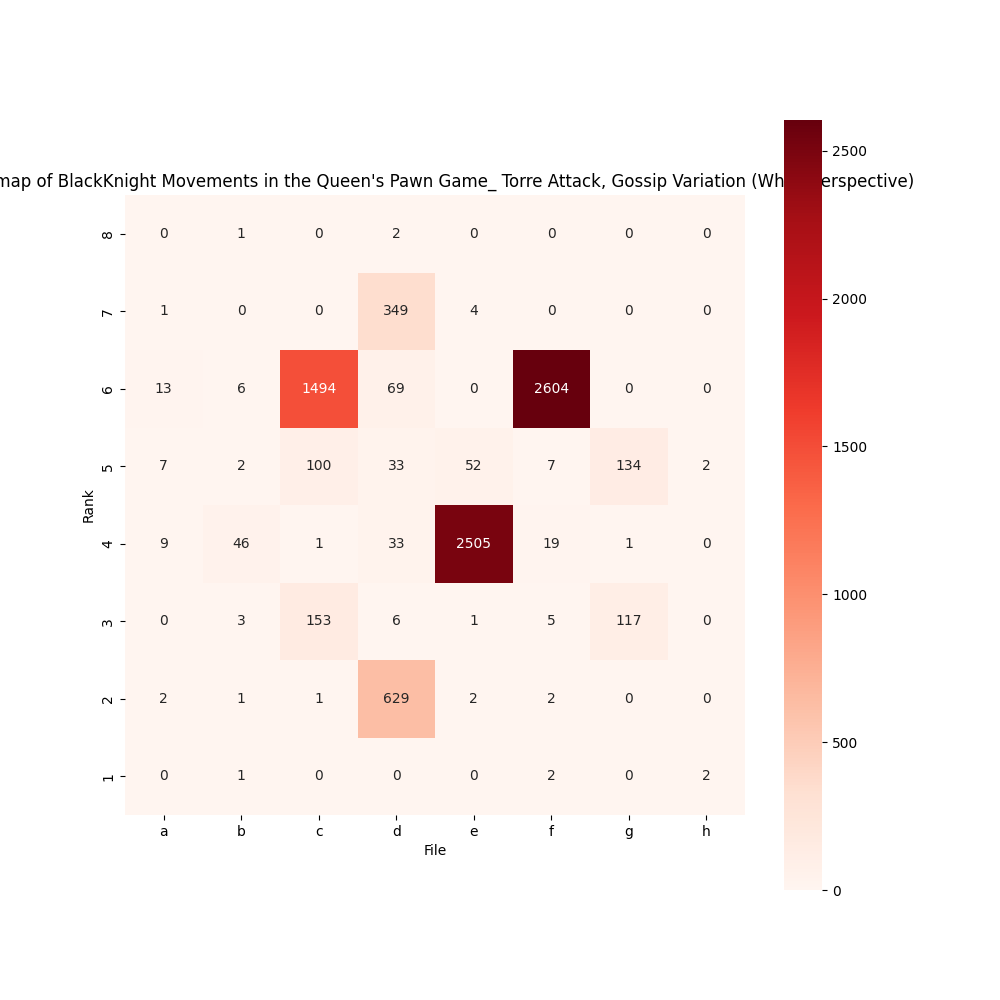 map of BlackKnight Movements in the Queen's Pawn Game_ Torre Attack, Gossip Variation (Wh erspective)
2500
2000
1500
1000
500
0
Rank
8 0 1 0 2 0 0 0 0
7 1 0 0 349 4 0 0 0
6 13 6 1494 69 0 2604 0 0
5 7 2 100 33 52 7 134 2
4 9 46 1 33 2505 19 1 0
3 0 3 153 6 1 5 117 0
2 2 1 1 629 2 2 0 0
1 0 1 0 0 0 2 0 2
a b c d e f g h
File